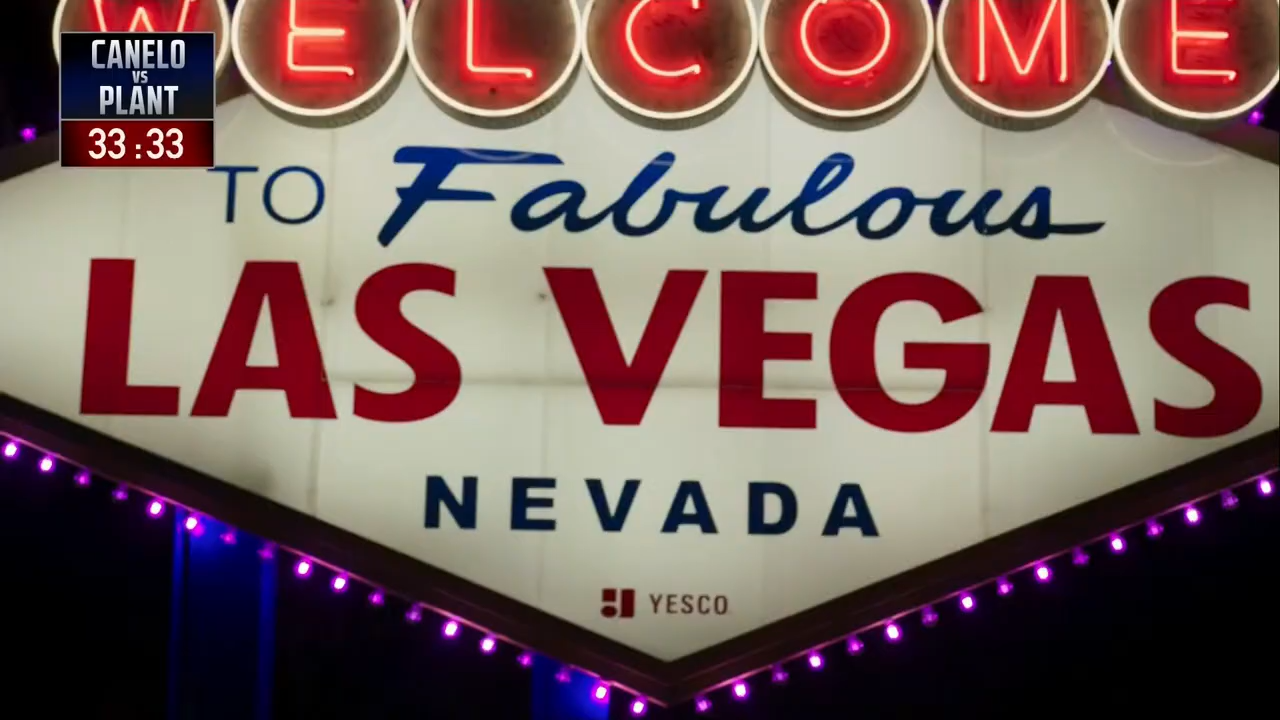 WELCOME
CANELO
VS
PLANT
33:33
TO Fabulous
LAS VEGAS
NEVADA
YESCO